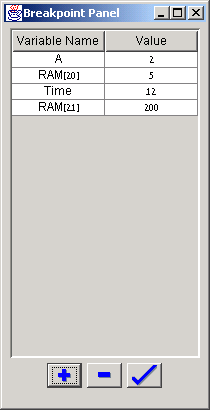 Breakpoint Panel
Variable Name Value
A 2
RAM[20] 5
Time 12
RAM[21] 200